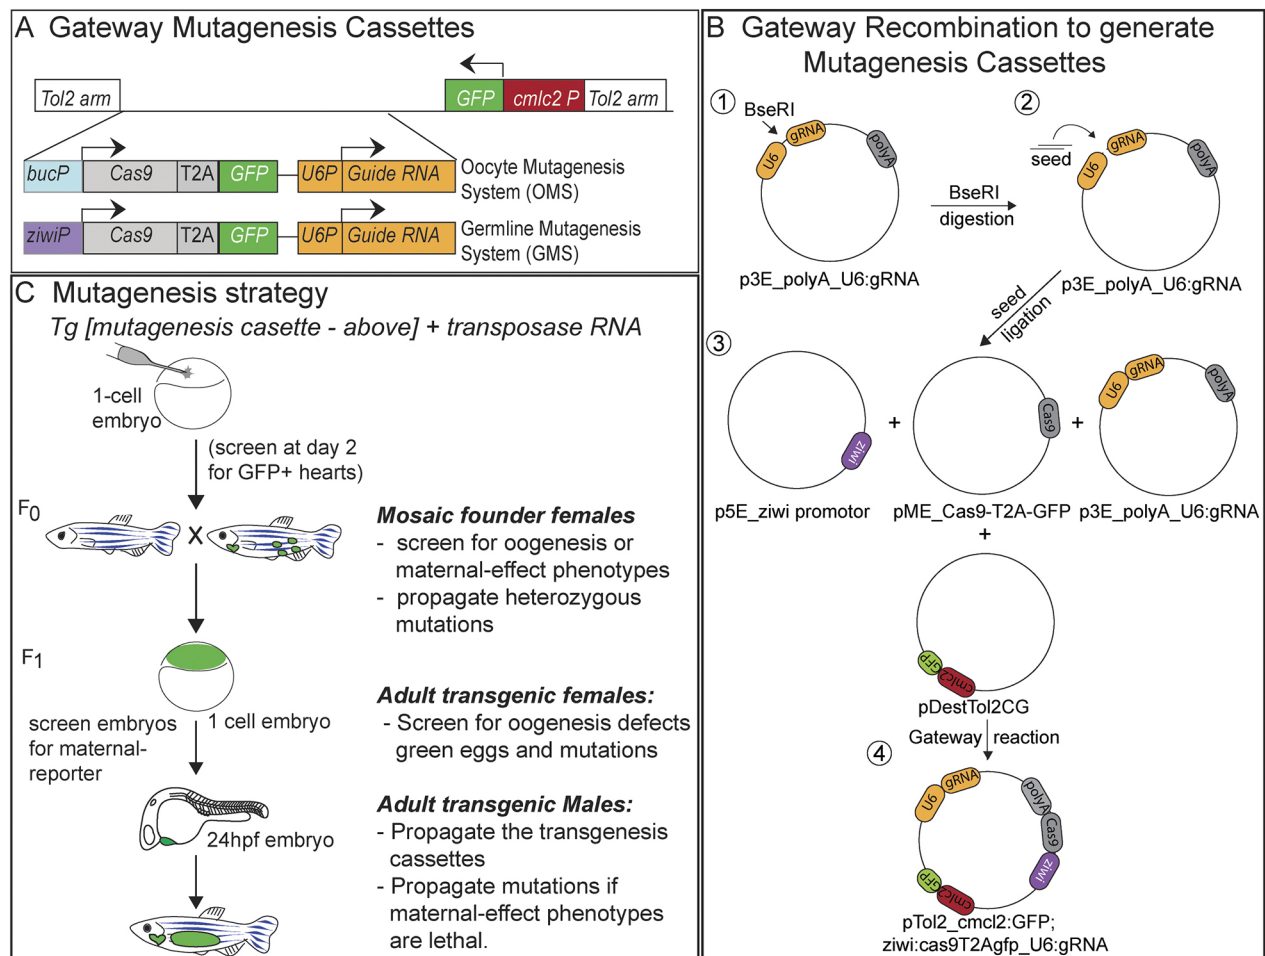 A Gateway Mutagenesis Cassettes
Tol2 arm
GFP
cmlc2 P
Tol2 arm
bucP
Cas9
T2A
GFP
U6P
Guide RNA
Oocyte Mutagenesis
System (OMS)
ziwiP
Cas9
T2A
GFP
U6P
Guide RNA
Germline Mutagenesis
System (GMS)
B Gateway Recombination to generate
Mutagenesis Cassettes
1
BseRI
U6
gRNA
polyA
p3E_polyA_U6:gRNA
BseRI
digestion
2
seed
U6
gRNA
polyA
p3E_polyA_U6:gRNA
seed
ligation
3
ziwi
p5E_ziwi promotor
+
Cas9
pME_Cas9-T2A-GFP
+
U6
gRNA
polyA
p3E_polyA_U6:gRNA
+
GFP
cmlc2
pDestTol2CG
Gateway reaction
4
U6
gRNA
polyA
Cas9
ziwi
GFP
cmlc2
pTol2_cmcl2:GFP;
ziwi:cas9T2Agfp_U6:gRNA
C Mutagenesis strategy
Tg [mutagenesis casette - above] + transposase RNA
1-cell
embryo
(screen at day 2
for GFP+ hearts)
F0
X
Mosaic founder females
- screen for oogenesis or
maternal-effect phenotypes
- propagate heterozygous
mutations
F1
1 cell embryo
screen embryos
for maternal-
reporter
Adult transgenic females:
- Screen for oogenesis defects
green eggs and mutations
24hpf embryo
Adult transgenic Males:
- Propagate the transgenesis
cassettes
- Propagate mutations if
maternal-effect phenotypes
are lethal.